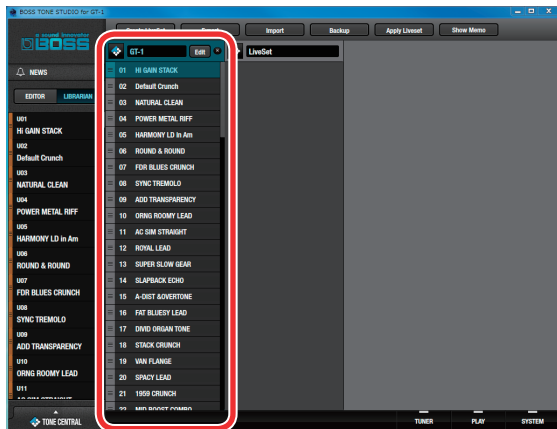 BOSS TONE STUDIO for GT-1
a sound innovator
BOSS
Export
Import
Backup
Apply Liveset
Show Memo
GT-1
Edit
LiveSet
NEWS
EDITOR
LIBRARIAN
U01
Hi GAIN STACK
U02
Default Crunch
U03
NATURAL CLEAN
U04
POWER METAL RIFF
U05
HARMONY LD in Am
U06
ROUND & ROUND
U07
FDR BLUES CRUNCH
U08
SYNC TREMOLO
U09
ADD TRANSPARENCY
U10
ORNG ROOMY LEAD
U11
01 Hi GAIN STACK
02 Default Crunch
03 NATURAL CLEAN
04 POWER METAL RIFF
05 HARMONY LD in Am
06 ROUND & ROUND
07 FDR BLUES CRUNCH
08 SYNC TREMOLO
09 ADD TRANSPARENCY
10 ORNG ROOMY LEAD
11 AC SIM STRAIGHT
12 ROYAL LEAD
13 SUPER SLOW GEAR
14 SLAPBACK ECHO
15 A-DIST &OVERTONE
16 FAT BLUESY LEAD
17 DIVID ORGAN TONE
18 STACK CRUNCH
19 VAN FLANGE
20 SPACY LEAD
21 1959 CRUNCH
22 MID BOOST COMBO
TONE CENTRAL
TUNER
PLAY
SYSTEM